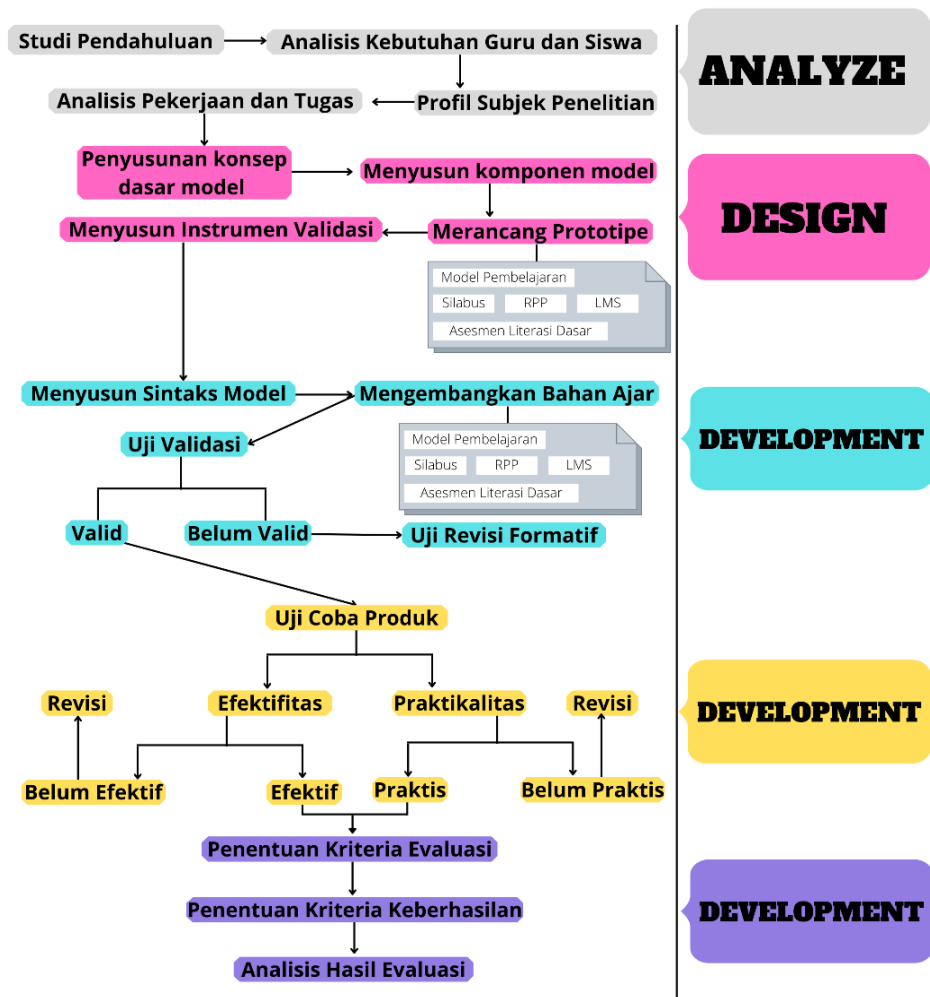 Studi Pendahuluan
Analisis Kebutuhan Guru dan Siswa
Analisis Pekerjaan dan Tugas
Profil Subjek Penelitian
ANALYZE
Penyusunan konsep
dasar model
Menyusun komponen model
Menyusun Instrumen Validasi
Merancang Prototipe
Model Pembelajaran
Silabus
RPP
LMS
Asesmen Literasi Dasar
DESIGN
Menyusun Sintaks Model
Mengembangkan Bahan Ajar
Uji Validasi
Model Pembelajaran
Silabus
RPP
LMS
Asesmen Literasi Dasar
Valid
Belum Valid
Uji Revisi Formatif
DEVELOPMENT
Uji Coba Produk
Revisi
Efektifitas
Praktikalitas
Revisi
Belum Efektif
Efektif
Praktis
Belum Praktis
DEVELOPMENT
Penentuan Kriteria Evaluasi
Penentuan Kriteria Keberhasilan
Analisis Hasil Evaluasi
DEVELOPMENT